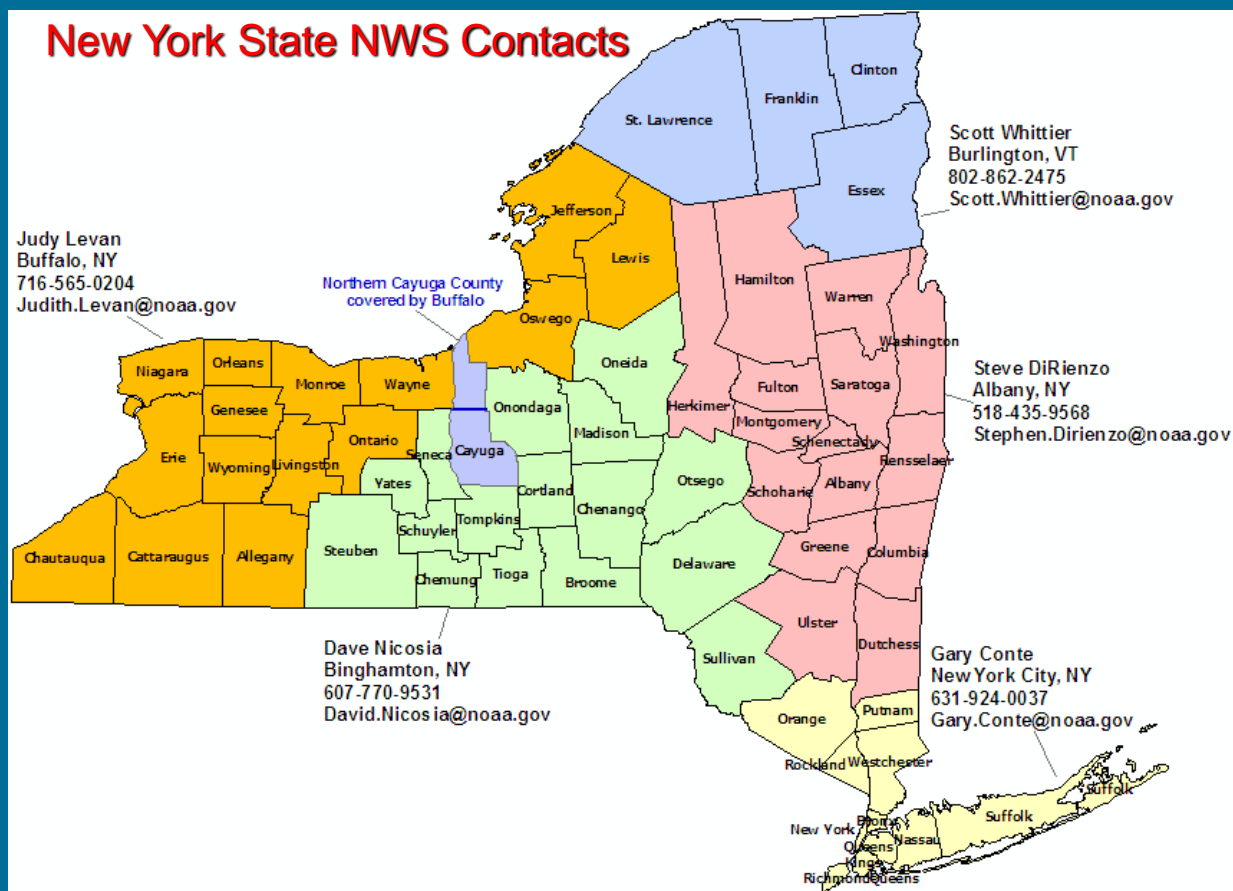 New York State NWS Contacts
Clinton
Franklin
St. Lawrence
Scott Whittier
Burlington, VT
802-862-2475
Scott.Whittier@noaa.gov
Essex
Jefferson
Lewis
Judy Levan
Buffalo, NY
716-565-0204
Judith.Levan@noaa.gov
Northern Cayuga County
covered by Buffalo
Hamilton
Warren
Oswego
Washington
Oneida
Niagara
Orleans
Monroe
Wayne
Steve DiRienzo
Albany, NY
518-435-9568
Stephen.Dirienzo@noaa.gov
Fulton
Saratoga
Herkimer
Montgomery
Schenectady
Genesee
Onondaga
Madison
Ontario
Seneca
Cayuga
Erie
Wyoming
Livingston
Rensselaer
Yates
Cortland
Otsego
Schoharie
Albany
Chenango
Tompkins
Schuyler
Steuben
Greene
Columbia
Chautauqua
Cattaraugus
Allegany
Delaware
Chemung
Tioga
Broome
Ulster
Dutchess
Dave Nicosia
Binghamton, NY
607-770-9531
David.Nicosia@noaa.gov
Sullivan
Gary Conte
New York City, NY
631-924-0037
Gary.Conte@noaa.gov
Orange
Putnam
Rockland
Westchester
Suffolk
Suffolk
New York
Bronx
Nassau
Queens
Kings
Richmond
Queens